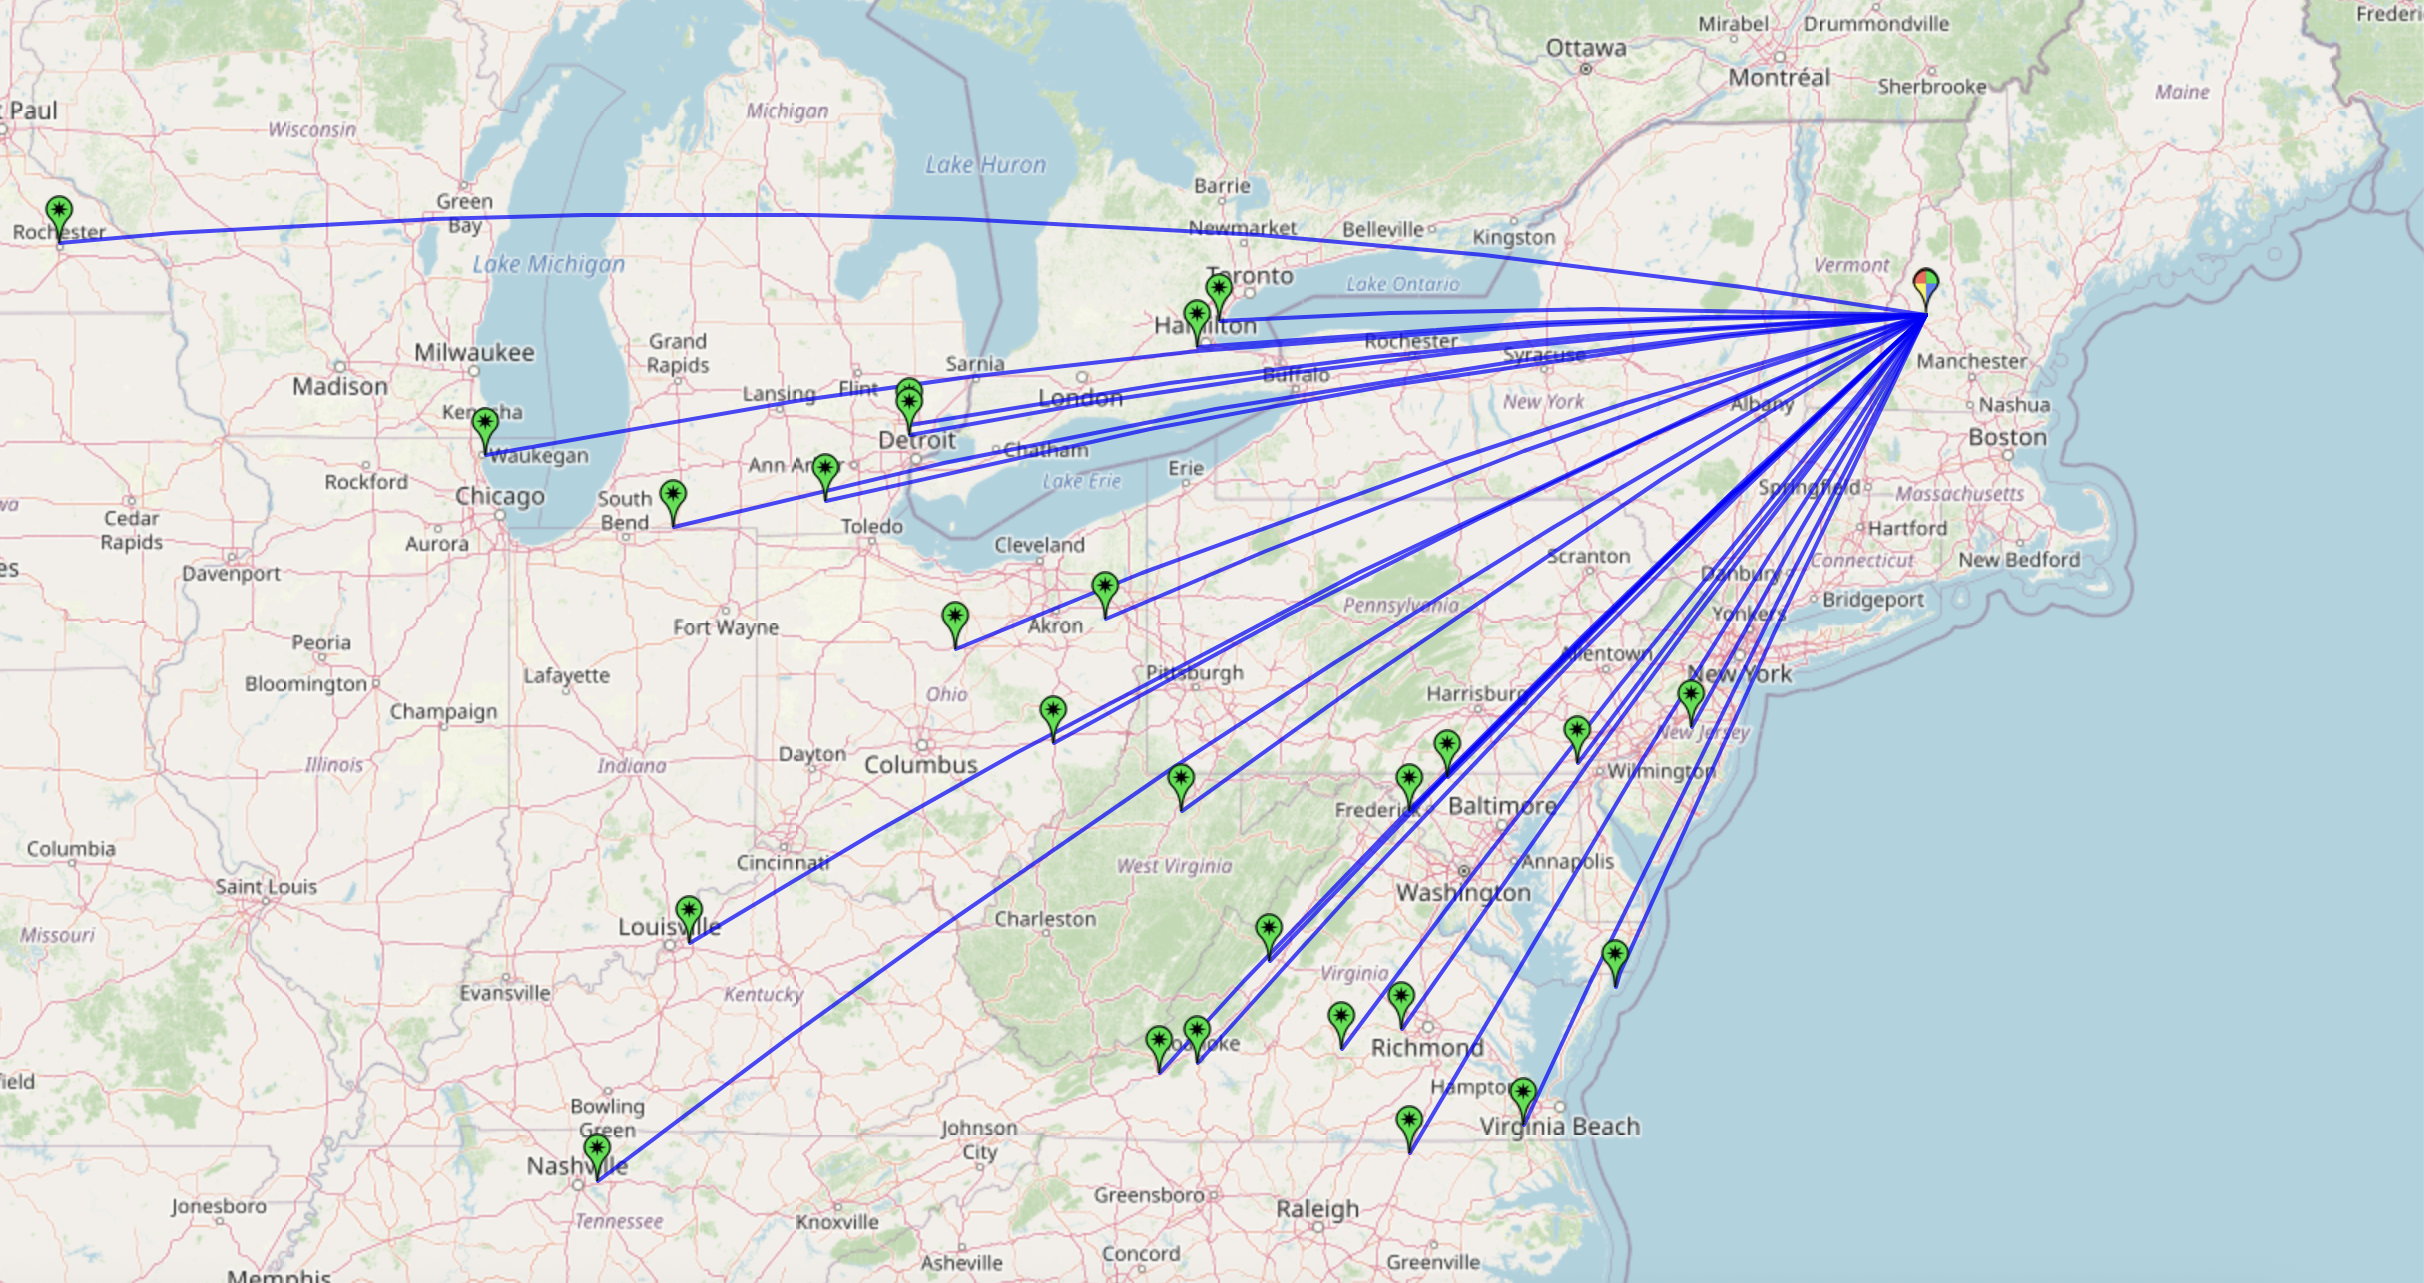 Mirabel
Drummondville
Frederi
Ottawa
Montréal
Sherbrooke
Maine
t Paul
Wisconsin
Michigan
Lake Huron
Barrie
Green
Bay
Rochester
Newmarket
Belleville
Kingston
Lake Michigan
Vermont
Toronto
Lake Ontario
Hamilton
Grand
Rapids
Rochester
Syracuse
Milwaukee
Madison
Sarnia
Manchester
Buffalo
Lansing
Flint
London
New York
Albany
Nashua
Kenosha
Detroit
Boston
Waukegan
Chatham
Ann Arbor
Erie
Lake Erie
Rockford
Chicago
South
Bend
Springfield
Massachusetts
wa
Cedar
Rapids
Aurora
Toledo
Hartford
Cleveland
Scranton
Connecticut
New Bedford
es
Davenport
Danbury
Bridgeport
Pennsylvania
Yonkers
Fort Wayne
Akron
Peoria
Allentown
Bloomington
Lafayette
Pittsburgh
New York
Ohio
Harrisburg
Champaign
New Jersey
Dayton
Columbus
Illinois
Indiana
Wilmington
Frederick
Baltimore
Columbia
Cincinnati
West Virginia
Annapolis
Saint Louis
Washington
Charleston
Louisville
Missouri
Virginia
Evansville
Kentucky
Roanoke
Richmond
ield
Hampton
Bowling
Green
Johnson
City
Virginia Beach
Nashville
Jonesboro
Tennessee
Knoxville
Greensboro
Raleigh
Asheville
Concord
Greenville
Memphis